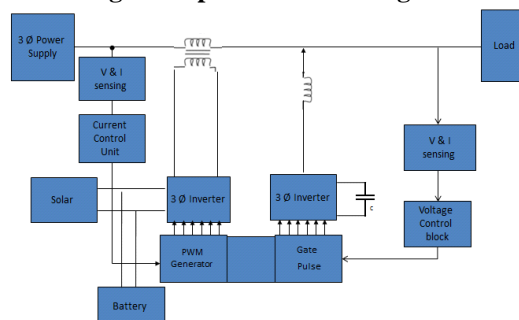 3 Ø Power
Supply
Load
V & I
sensing
Current
Control
Unit
V & I
sensing
Solar
3 Ø Inverter
3 Ø Inverter
c
Voltage
Control
block
PWM
Generator
Gate
Pulse
Battery